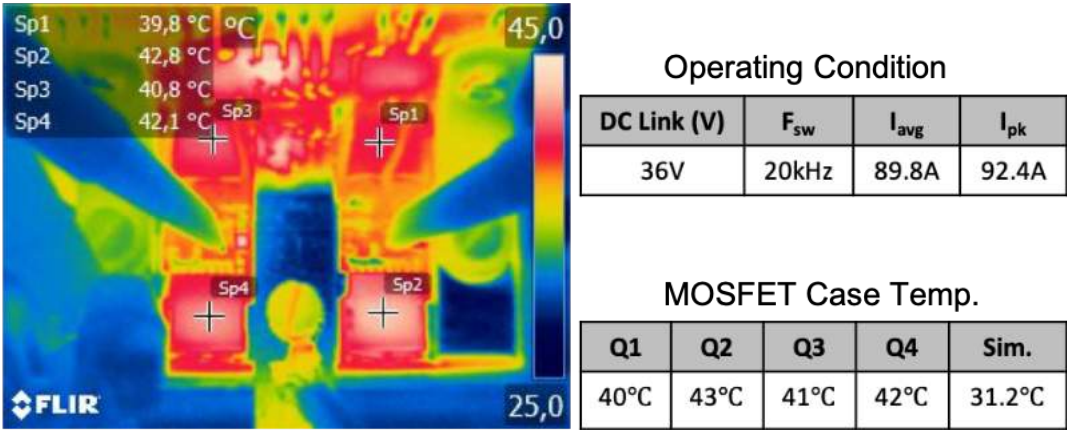 Sp1 39,8 °C °C 45,0
Sp2 42,8 °C
Sp3 40,8 °C
Sp4 42,1 °C
Sp3
Sp1
Sp4
Sp2
FLIR
25,0
Operating Condition
DC Link (V) Fsw Iavg Ipk
36V 20kHz 89.8A 92.4A
MOSFET Case Temp.
Q1 Q2 Q3 Q4 Sim.
40°C 43°C 41°C 42°C 31.2°C